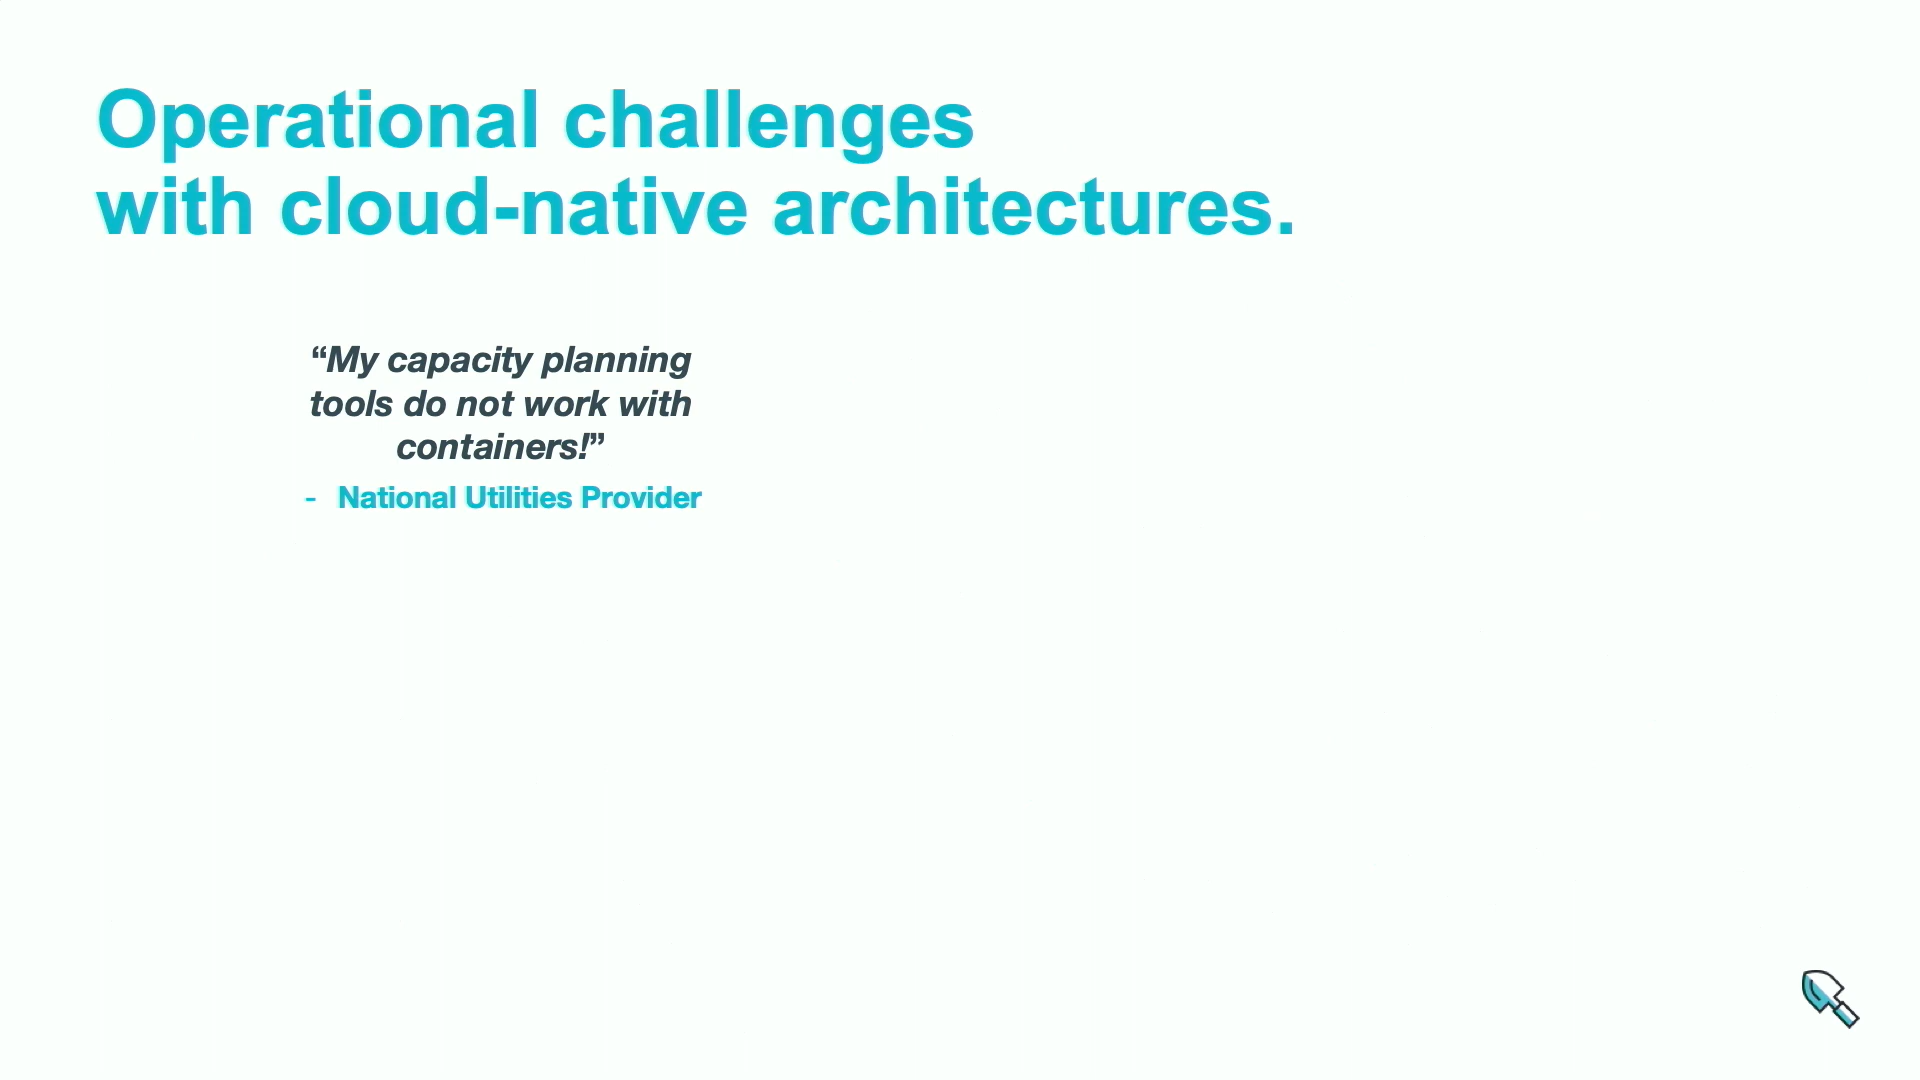 Operational challenges
with cloud-native architectures.
“My capacity planning
tools do not work with
containers!”
- National Utilities Provider